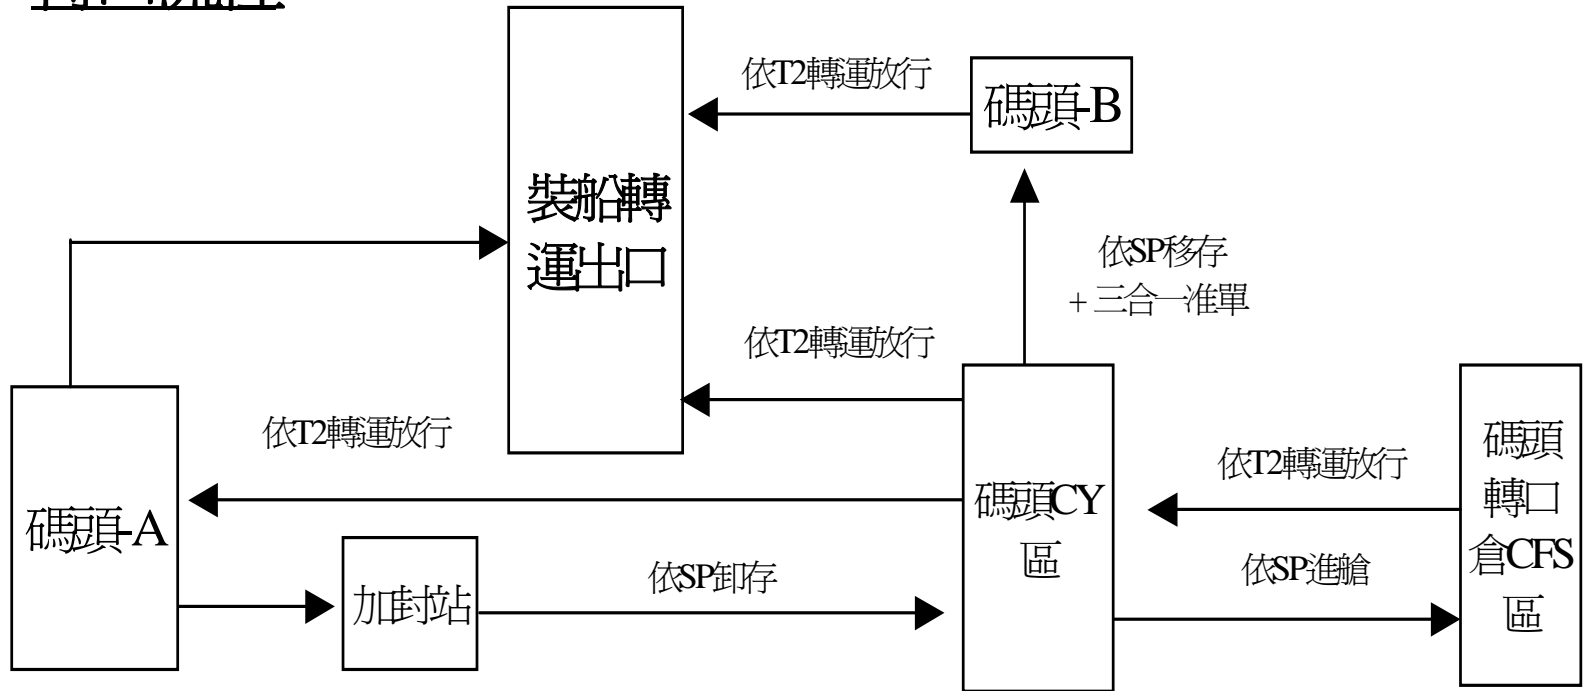 依T2轉運放行
碼頭-B
裝船轉
運出口
依SP移存
+ 三合一准單
依T2轉運放行
依T2轉運放行
碼頭
轉口
倉CFS
區
依T2轉運放行
碼頭-A
碼頭CY
區
依SP進艙
加封站
依SP卸存